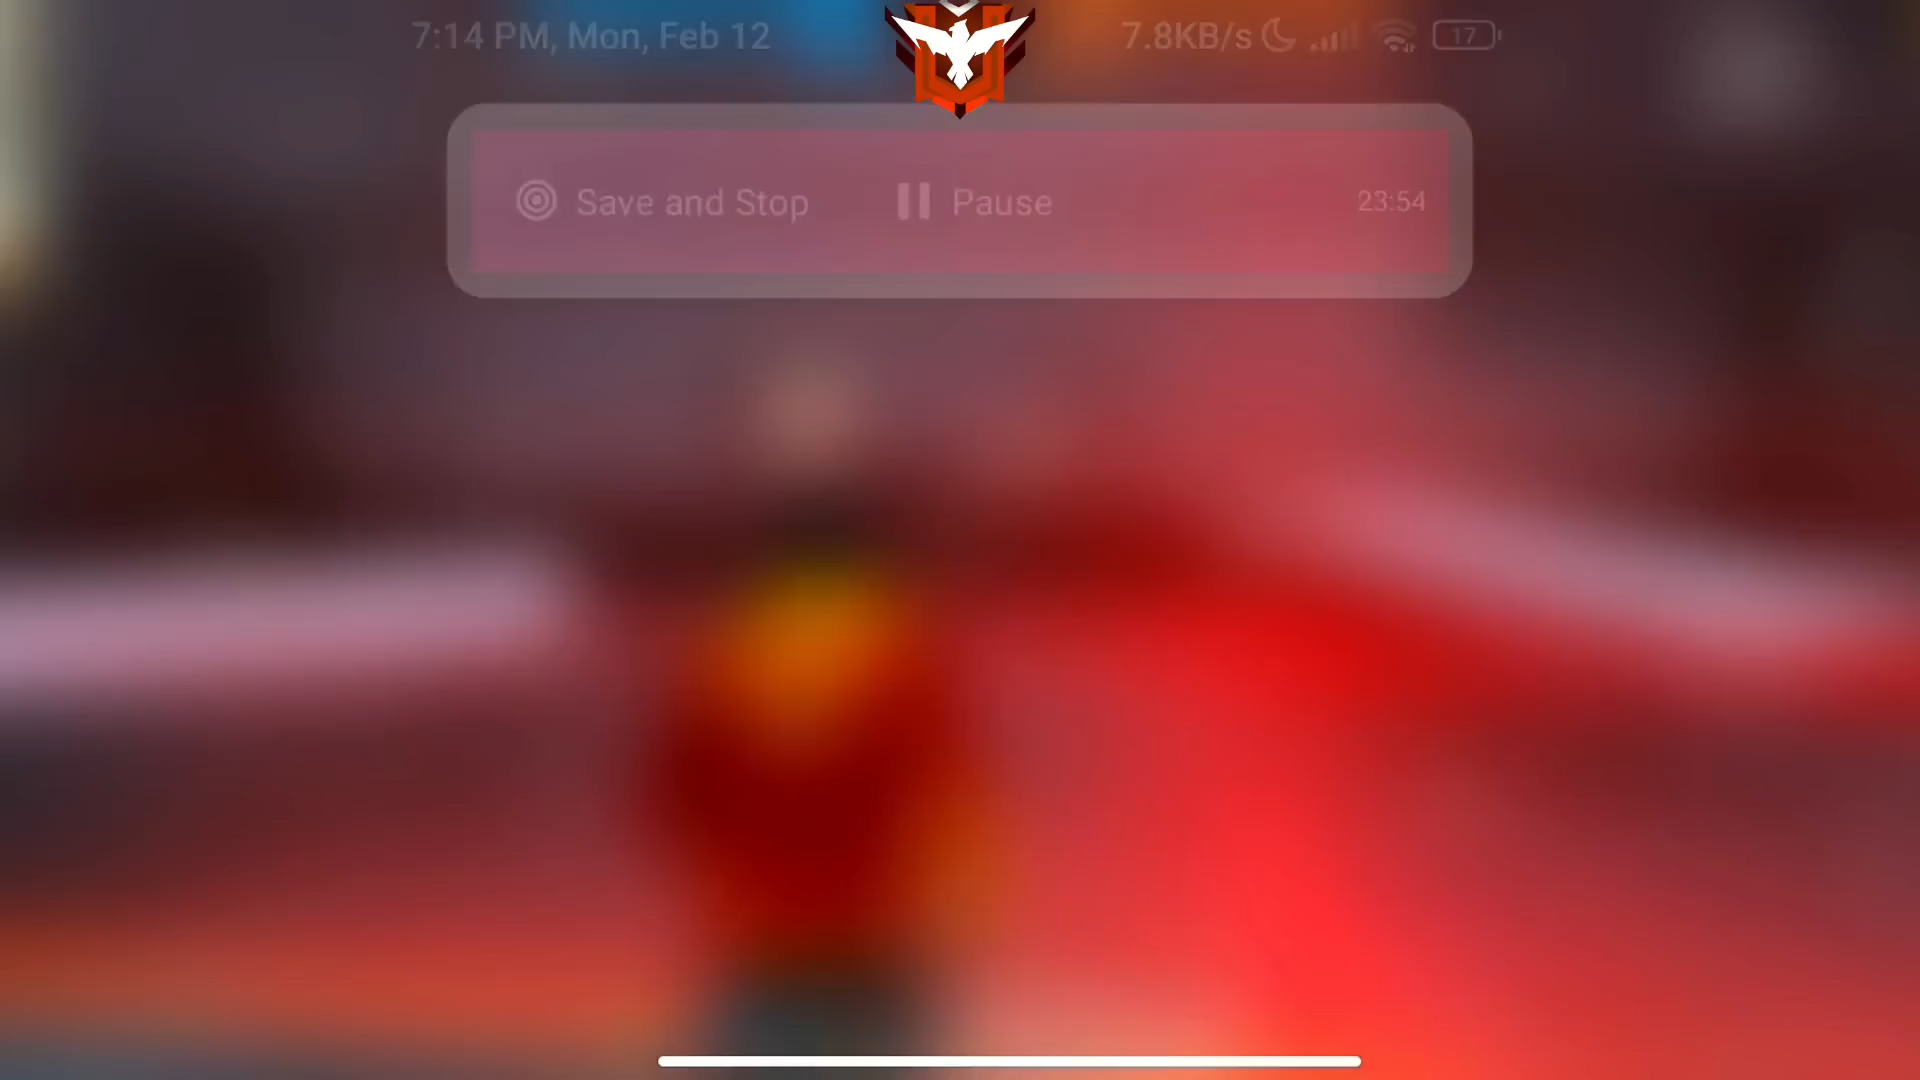 7:14 PM, Mon, Feb 12
7.8KB/s
17
Save and Stop
Pause
23:54